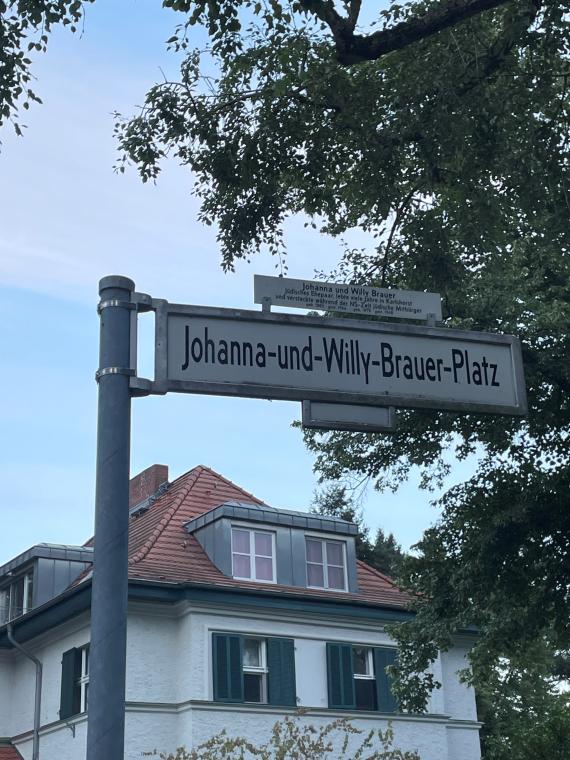 Johanna und Willy Brauer
Jüdisches Ehepaar, lebte viele Jahre in Karlshorst
und versteckte während der NS-Zeit jüdische Mitbürger
Johanna-und-Willy-Brauer-Platz